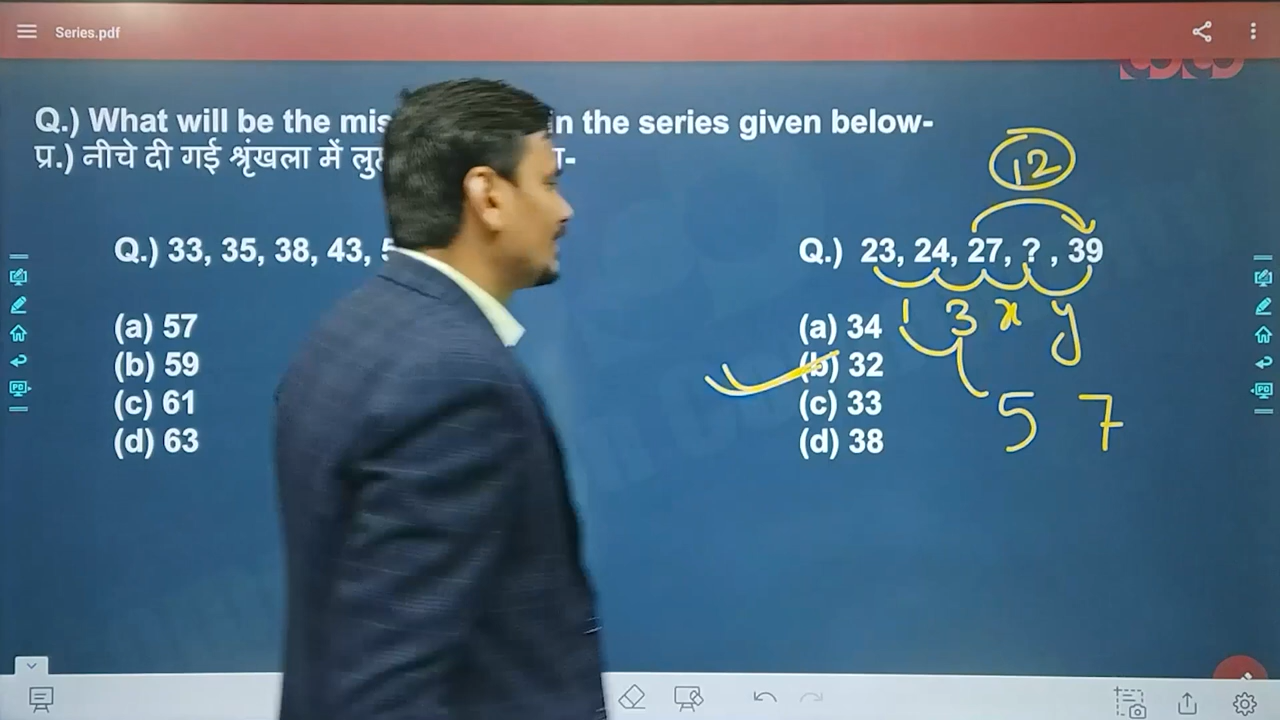 Series.pdf
Q.) What will be the in the series given below-
प्र.) नीचे दी गई श्रृंखला में
12
Q.) 33, 35, 38, 43,
Q.) 23, 24, 27, ? , 39
1 3 x y
(a) 57
(b) 59
(c) 61
(d) 63
(a) 34
(b) 32
(c) 33
(d) 38
5 7